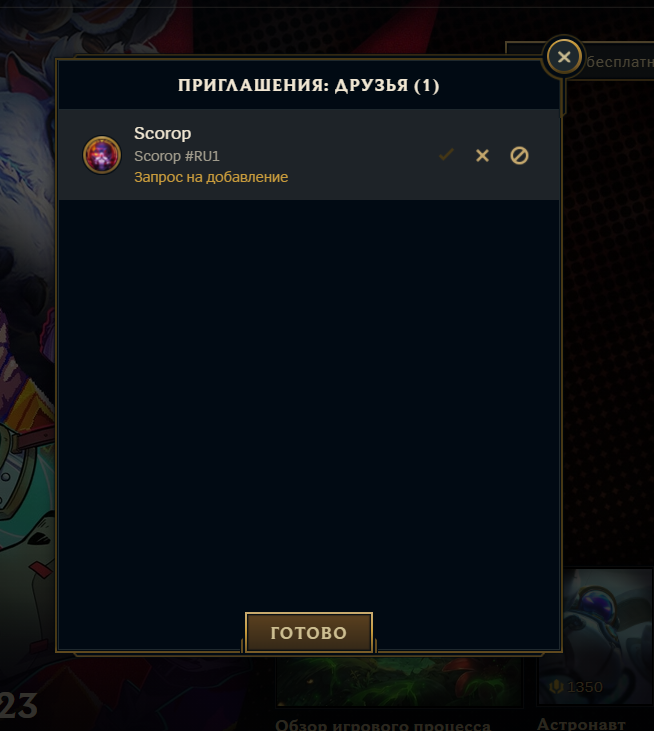 бесплатн
ПРИГЛАШЕНИЯ: ДРУЗЬЯ (1)
Scorop
Scorop #RU1
Запрос на добавление
ГОТОВО
1350
23
Обзор игрового процесса
Астронавт